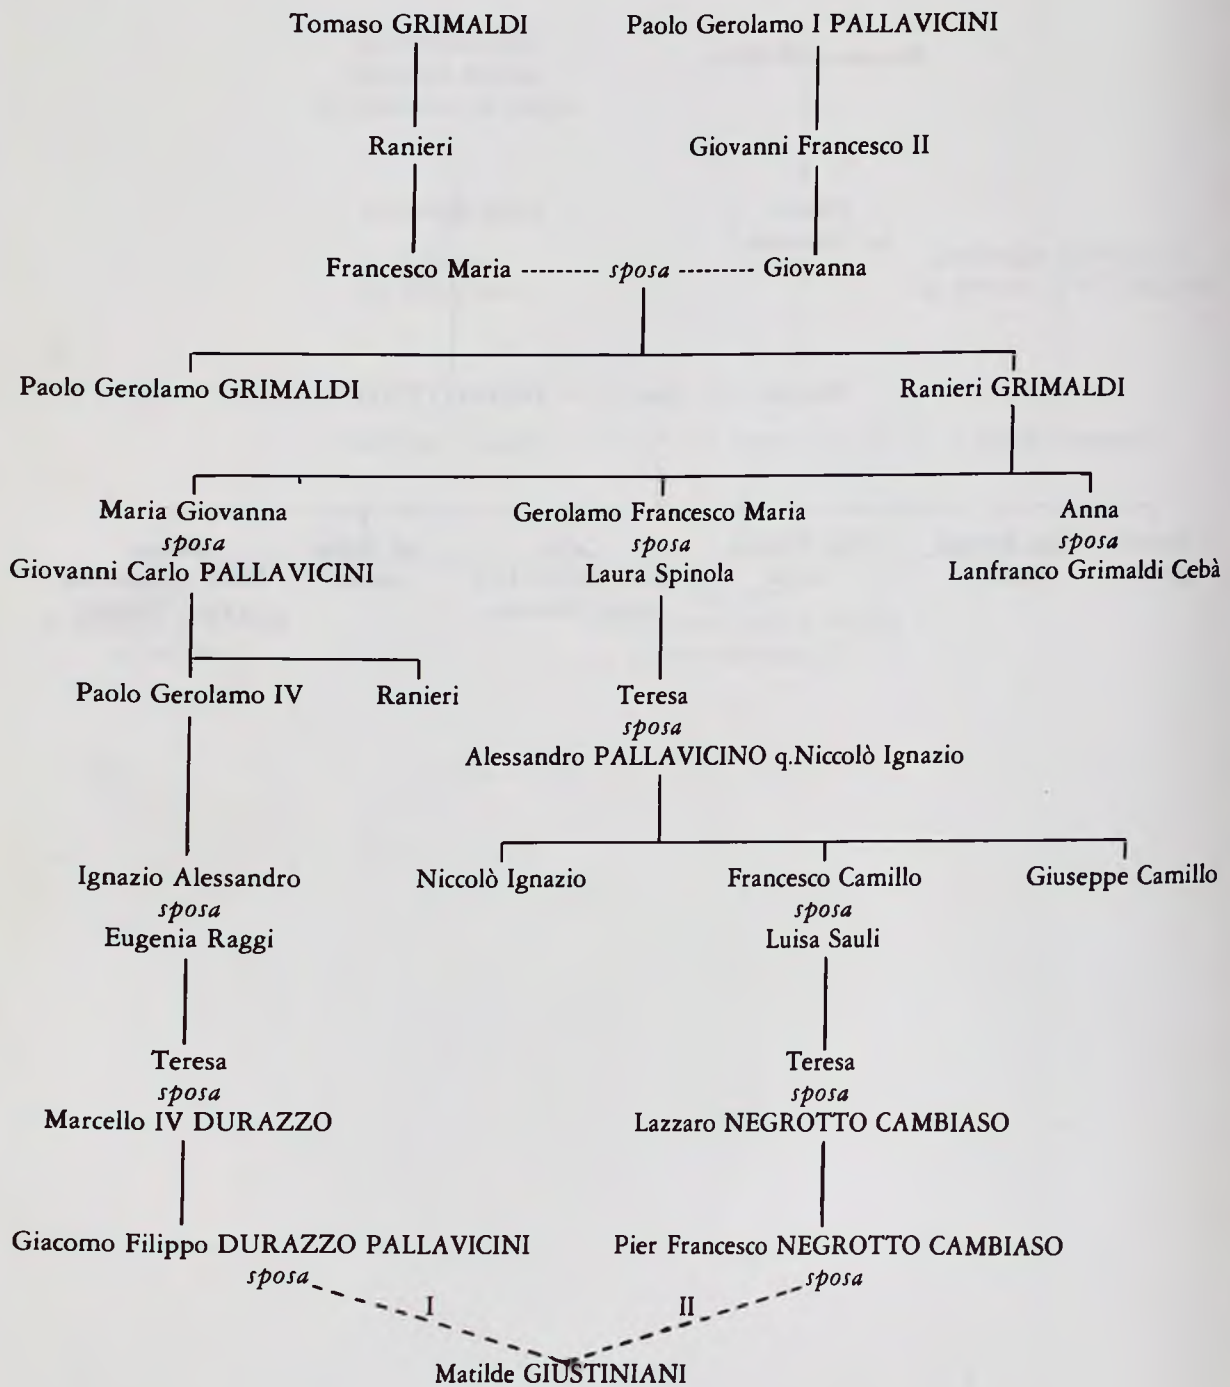 Tomaso GRIMALDI Paolo Gerolamo I PALLAVICINI
Ranieri Giovanni Francesco II
Francesco Maria --------- sposa --------- Giovanna
Paolo Gerolamo GRIMALDI Ranieri GRIMALDI
Maria Giovanna Gerolamo Francesco Maria Anna
sposa sposa sposa
Giovanni Carlo PALLAVICINI Laura Spinola Lanfranco Grimaldi Cebà
Paolo Gerolamo IV Ranieri Teresa
sposa
Alessandro PALLAVICINO q.Niccolò Ignazio
Ignazio Alessandro Niccolò Ignazio Francesco Camillo Giuseppe Camillo
sposa sposa
Eugenia Raggi Luisa Sauli
Teresa Teresa
sposa sposa
Marcello IV DURAZZO Lazzaro NEGROTTO CAMBIASO
Giacomo Filippo DURAZZO PALLAVICINI Pier Francesco NEGROTTO CAMBIASO
sposa sposa
I II
Matilde GIUSTINIANI